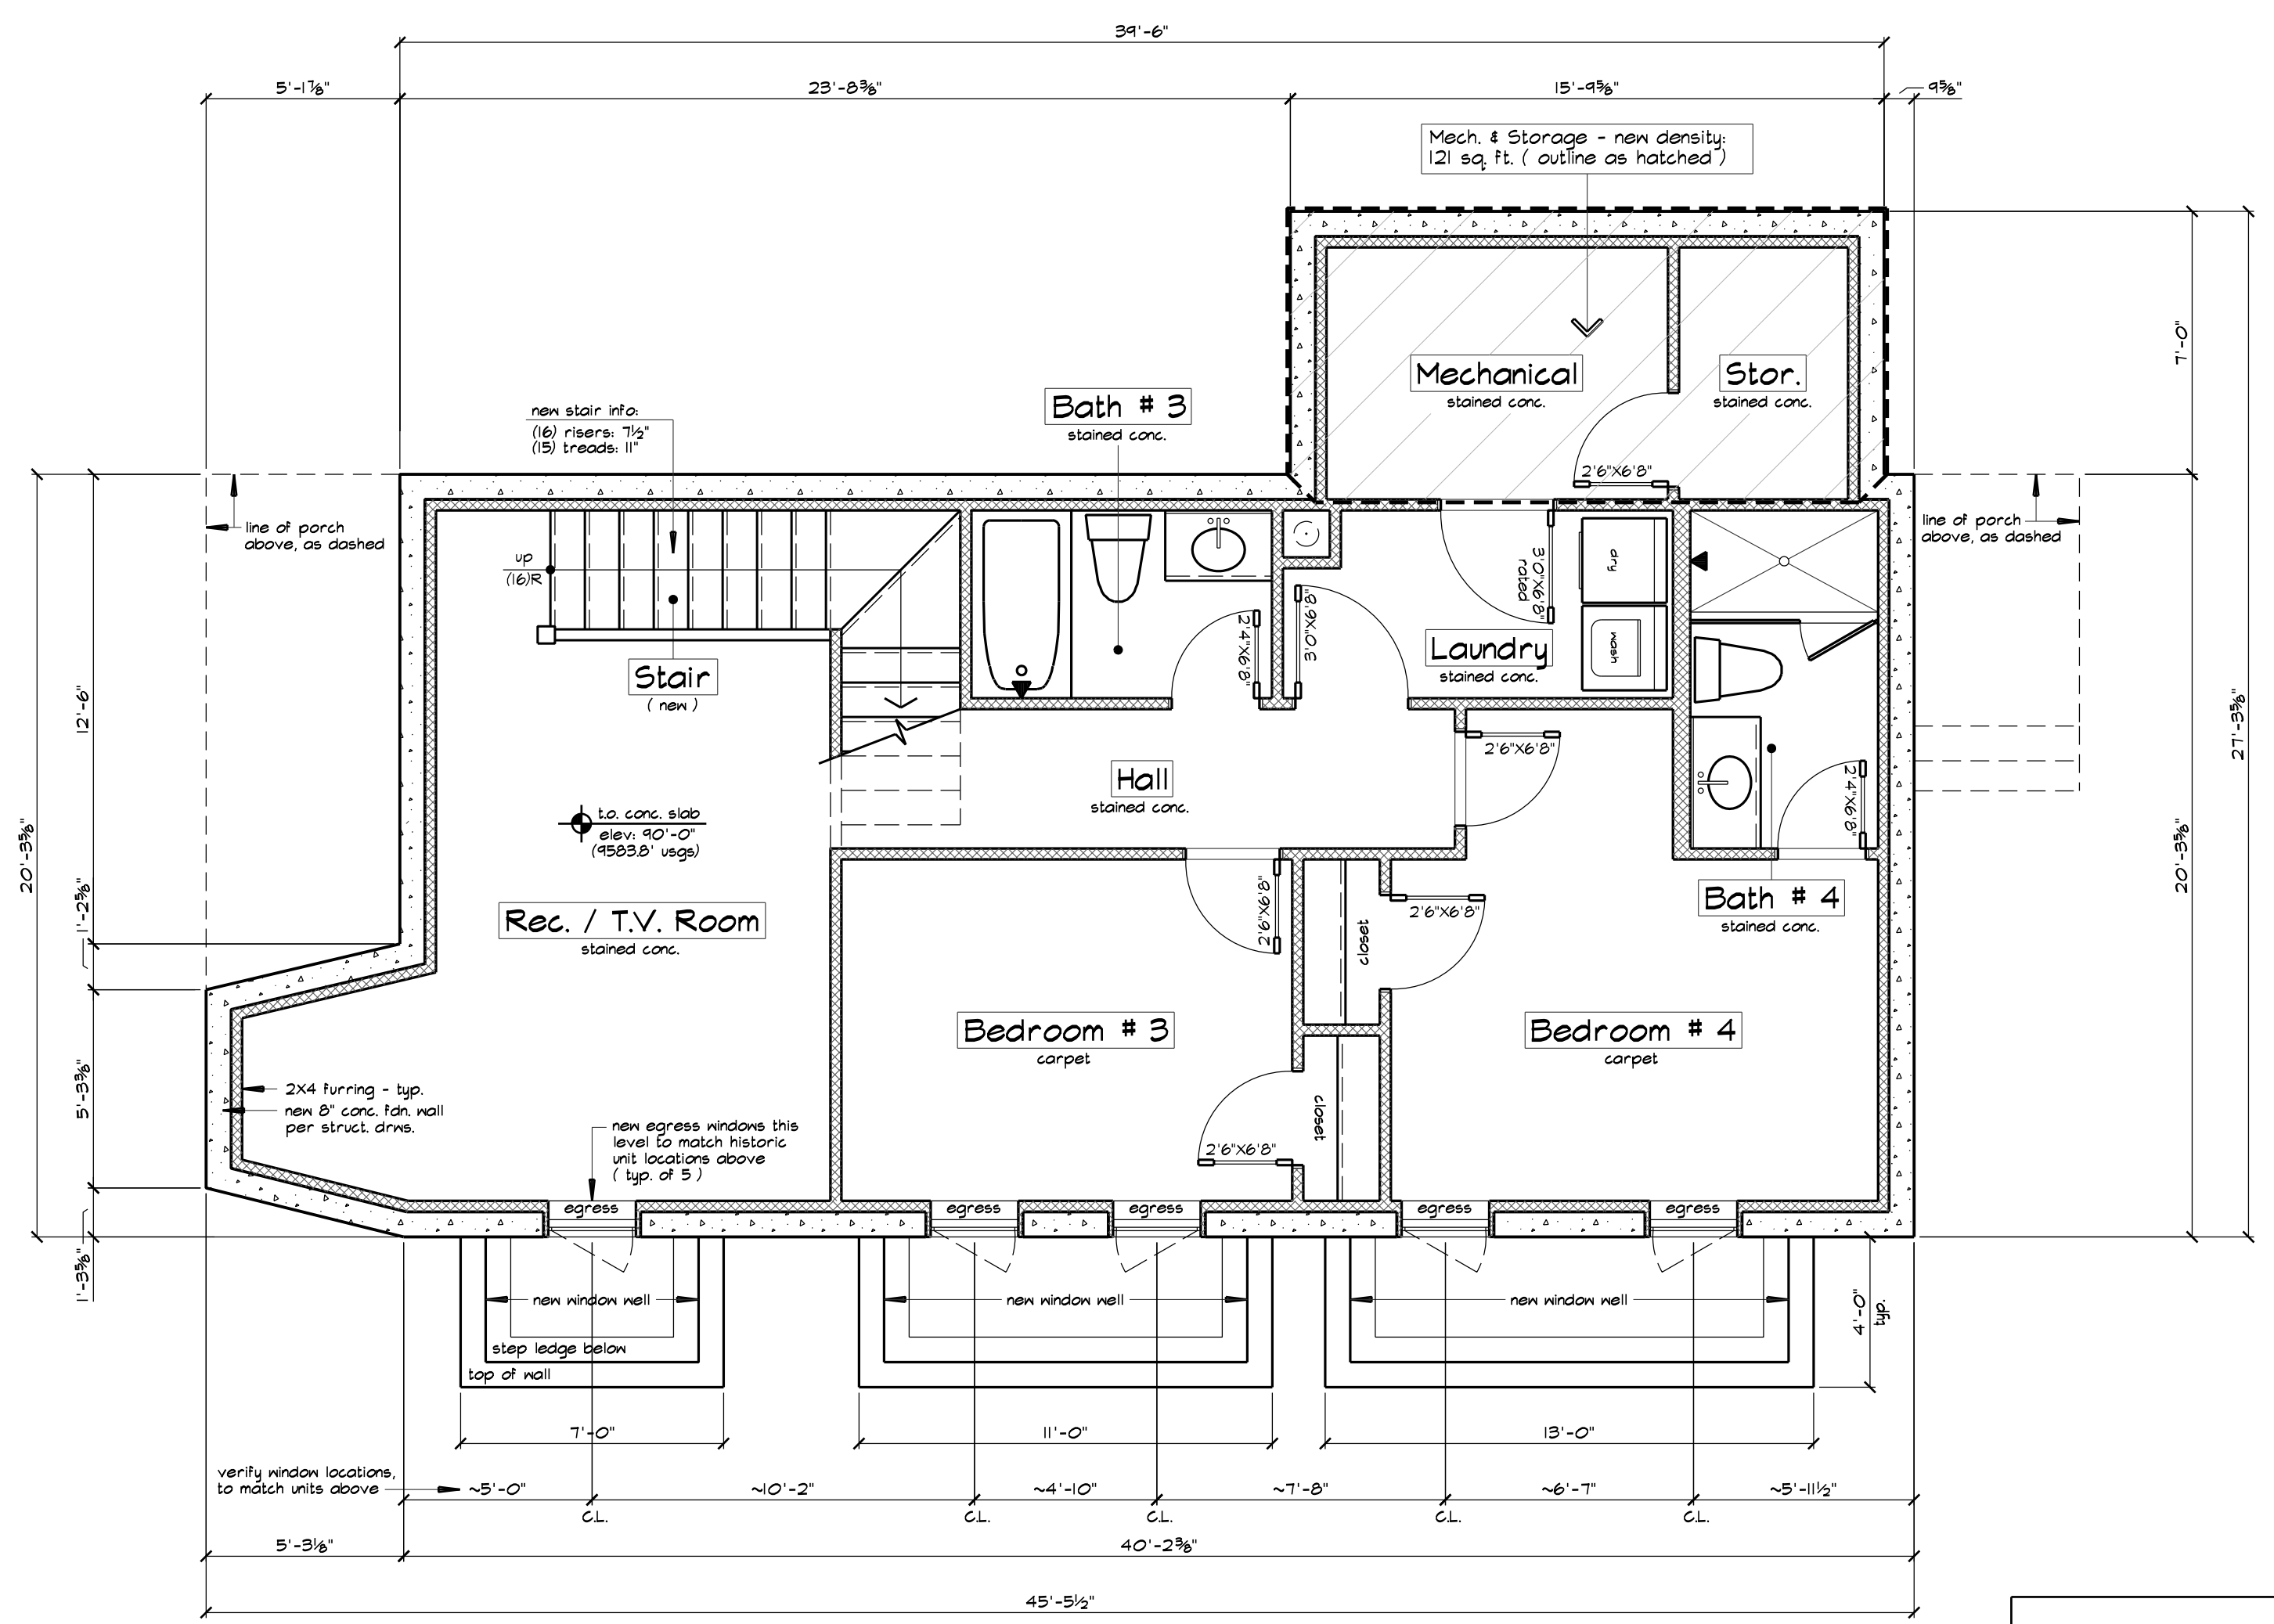 39'-6"
5'-1⅞"
23'-8⅜"
15'-9⅝"
9⅝"
Mech. & Storage - new density:
121 sq. ft. ( outline as hatched )
7'-0"
Mechanical
stained conc.
Stor.
stained conc.
Bath # 3
stained conc.
new stair info:
(16) risers: 7½"
(15) treads: 11"
2'6"X6'8"
line of porch
above, as dashed
line of porch
above, as dashed
up
(16)R
3'0"X6'8"
rated
dry
wash
2'4"X6'8"
3'0"X6'8"
Laundry
stained conc.
Stair
( new )
12'-6"
27'-3⅝"
2'6"X6'8"
Hall
stained conc.
2'4"X6'8"
t.o. conc. slab
elev: 90'-0"
(9583.8' usgs)
20'-3⅝"
20'-3⅝"
1'-2⅝"
Rec. / T.V. Room
stained conc.
2'6"X6'8"
closet
2'6"X6'8"
Bath # 4
stained conc.
Bedroom # 3
carpet
Bedroom # 4
carpet
5'-3⅜"
2X4 furring - typ.
new 8" conc. fdn. wall
per struct. drws.
new egress windows this
level to match historic
unit locations above
( typ. of 5 )
closet
2'6"X6'8"
egress
egress
egress
egress
egress
1'-3⅝"
new window well
new window well
new window well
4'-0"
typ.
step ledge below
top of wall
7'-0"
11'-0"
13'-0"
verify window locations,
to match units above
~5'-0"
~10'-2"
~4'-10"
~7'-8"
~6'-7"
~5'-11½"
C.L.
C.L.
C.L.
C.L.
C.L.
5'-3⅛"
40'-2⅜"
45'-5½"